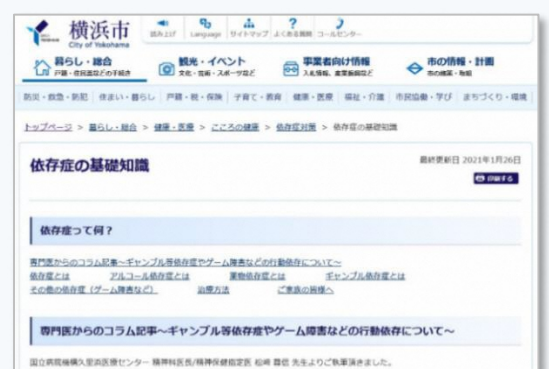 横浜市
City of Yokohama
読み上げ Language サイトマップ よくある質問 コールセンター
暮らし・総合
戸籍・住民票などの手続き
観光・イベント
文化・芸術・スポーツなど
事業者向け情報
入札情報、産業振興など
市の情報・計画
市の政策・取組
防災・救急・防犯 住まい・暮らし 戸籍・税・保険 子育て・教育 健康・医療 福祉・介護 市民協働・学び まちづくり・環境
トップページ > 暮らし・総合 > 健康・医療 > こころの健康 > 依存症対策 > 依存症の基礎知識
依存症の基礎知識
最終更新日 2021年1月26日
印刷する
依存症って何？
専門医からのコラム記事～ギャンブル等依存症やゲーム障害などの行動依存について～
依存症とは アルコール依存症とは 薬物依存症とは ギャンブル依存症とは
その他の依存症（ゲーム障害など） 治療方法 ご家族の皆様へ
専門医からのコラム記事～ギャンブル等依存症やゲーム障害などの行動依存について～
国立病院機構久里浜医療センター 精神科医長/精神保健指定医 松﨑 尊信 先生よりご執筆頂きました。